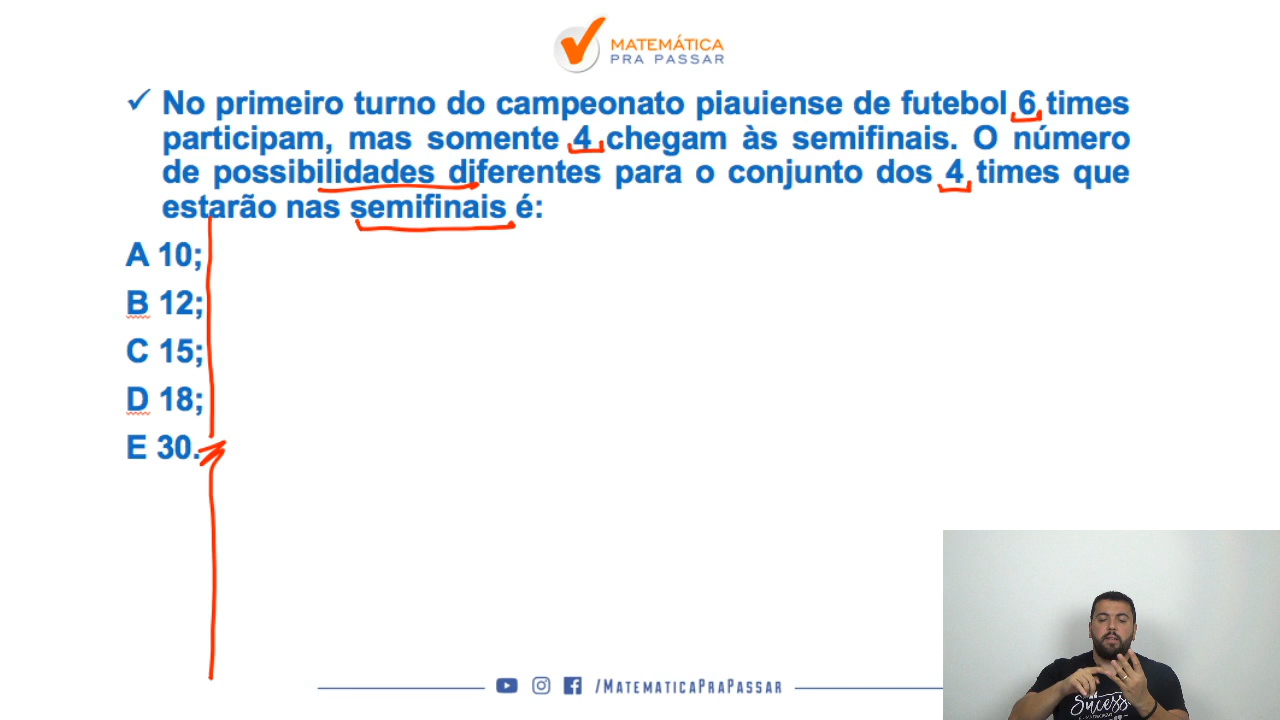 MATEMÁTICA
PRA PASSAR
✓ No primeiro turno do campeonato piauiense de futebol 6 times
participam, mas somente 4 chegam às semifinais. O número
de possibilidades diferentes para o conjunto dos 4 times que
estarão nas semifinais é:
A 10;
B 12;
C 15;
D 18;
E 30.
/MATEMATICAPRAPASSAR
Sucess